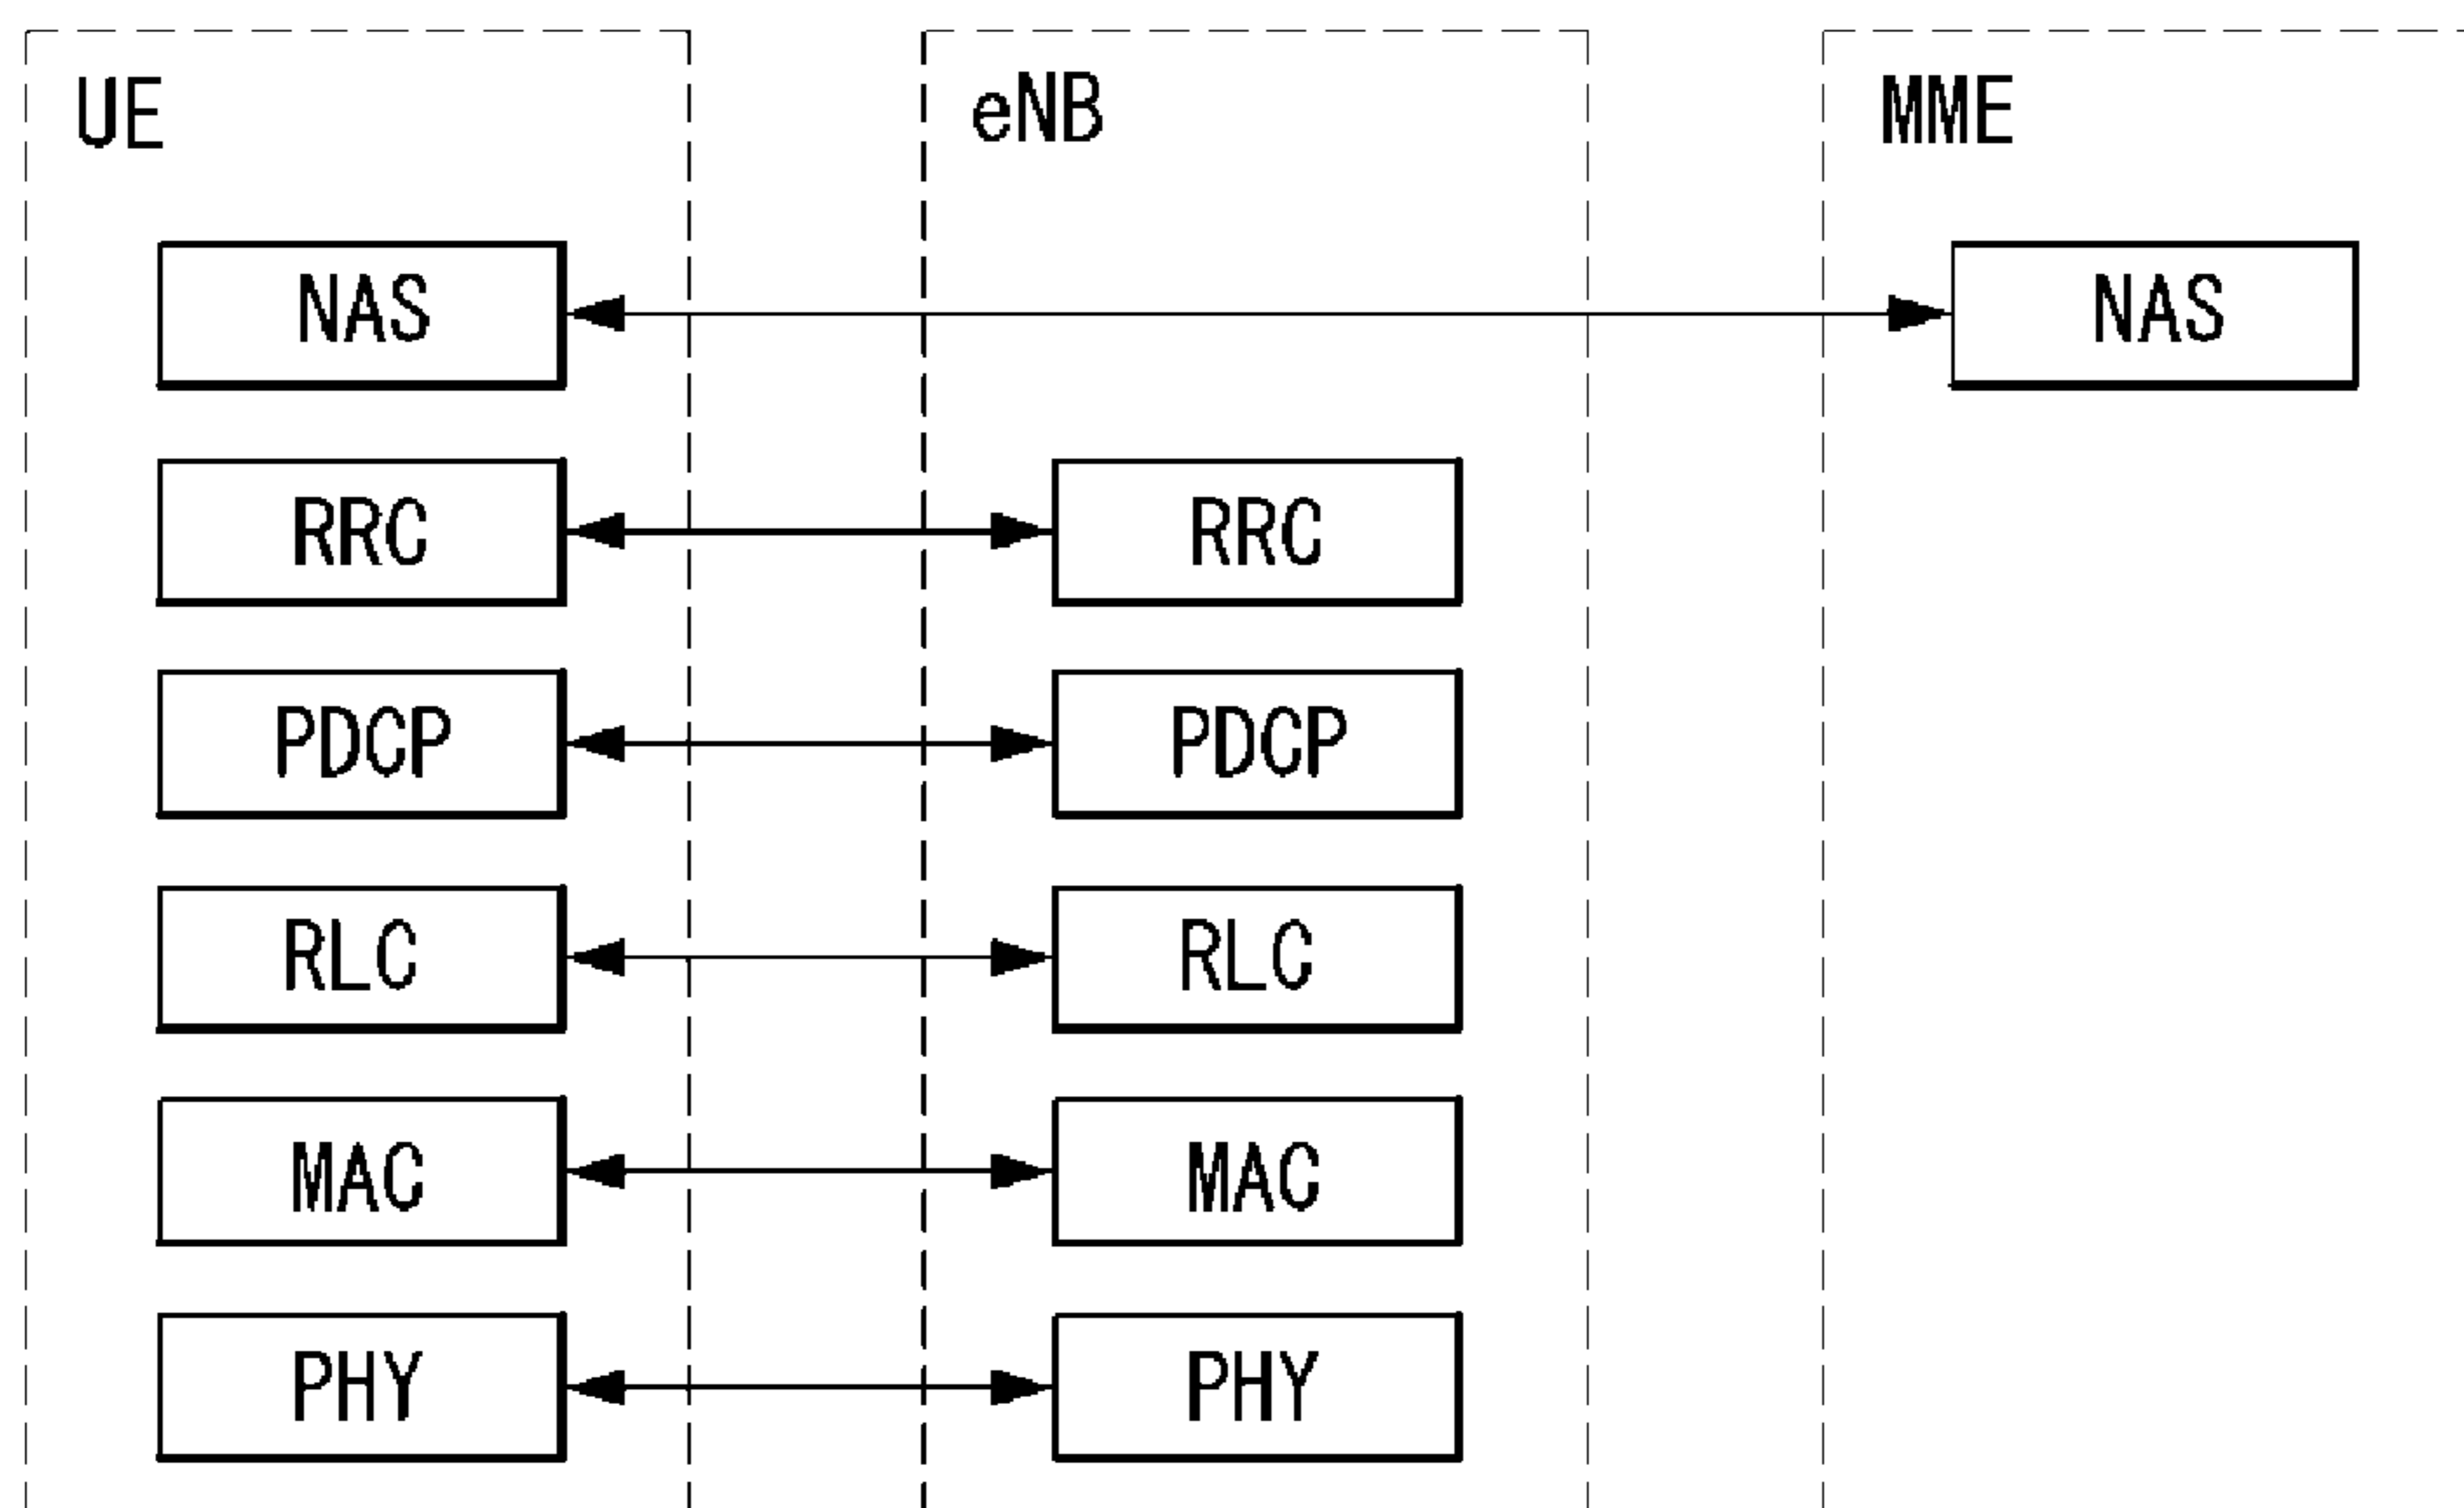 UE eNB MME
NAS NAS
RRC RRC
PDCP PDCP
RLC RLC
MAC MAC
PHY PHY